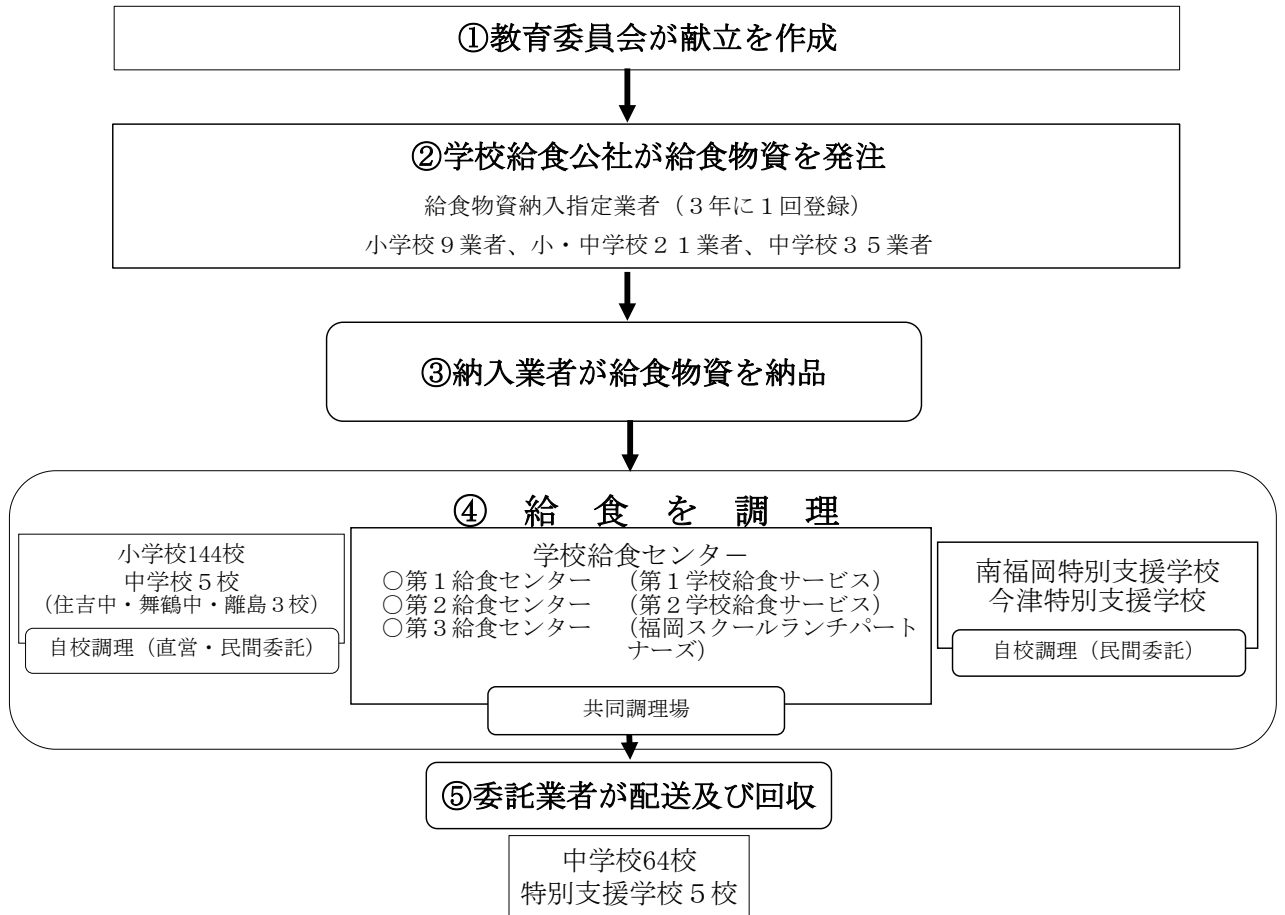 ①教育委員会が献立を作成
②学校給食公社が給食物資を発注
給食物資納入指定業者（３年に１回登録）
小学校９業者、小・中学校２１業者、中学校３５業者
③納入業者が給食物資を納品
④　給　食　を　調　理
小学校144校
中学校５校
（住吉中・舞鶴中・離島３校）
自校調理（直営・民間委託）
学校給食センター
○第１給食センター　（第１学校給食サービス）
○第２給食センター　（第２学校給食サービス）
○第３給食センター　（福岡スクールランチパート
ナーズ）
共同調理場
南福岡特別支援学校
今津特別支援学校
自校調理（民間委託）
⑤委託業者が配送及び回収
中学校64校
特別支援学校５校